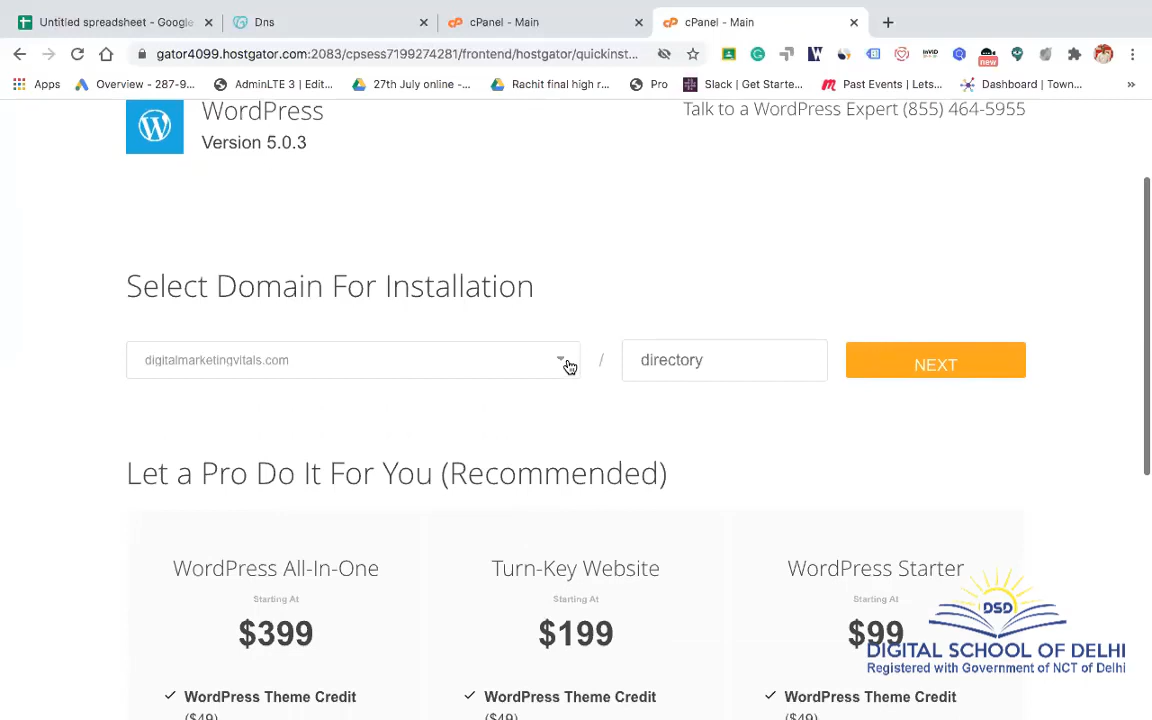 Untitled spreadsheet - Google
Dns
cPanel - Main
cPanel - Main
gator4099.hostgator.com:2083/cpsess7199274281/frontend/hostgator/quickinst...
new
Apps
Overview - 287-9...
AdminLTE 3 | Edit...
27th July online -...
Rachit final high r...
Pro
Slack | Get Starte...
Past Events | Lets...
Dashboard | Town...
WordPress
Version 5.0.3
Talk to a WordPress Expert (855) 464-5955
Select Domain For Installation
digitalmarketingvitals.com
/
directory
NEXT
Let a Pro Do It For You (Recommended)
WordPress All-In-One
Starting At
$399
WordPress Theme Credit
($49)
Turn-Key Website
Starting At
$199
WordPress Theme Credit
($49)
WordPress Starter
Starting At
$99
WordPress Theme Credit
($49)
DSD
DIGITAL SCHOOL OF DELHI
Registered with Government of NCT of Delhi